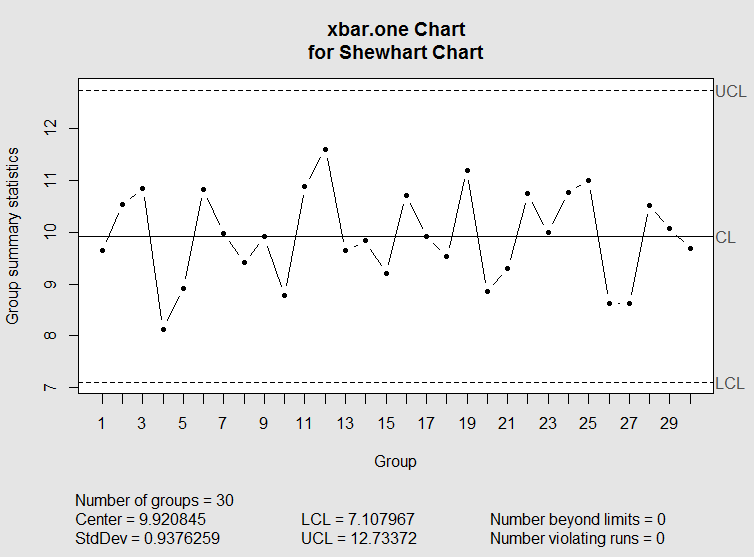 xbar.one Chart
for Shewhart Chart
UCL
CL
LCL
Group summary statistics
12
11
10
9
8
7
1 3 5 7 9 11 13 15 17 19 21 23 25 27 29
Group
Number of groups = 30
Center = 9.920845 LCL = 7.107967 Number beyond limits = 0
StdDev = 0.9376259 UCL = 12.73372 Number violating runs = 0